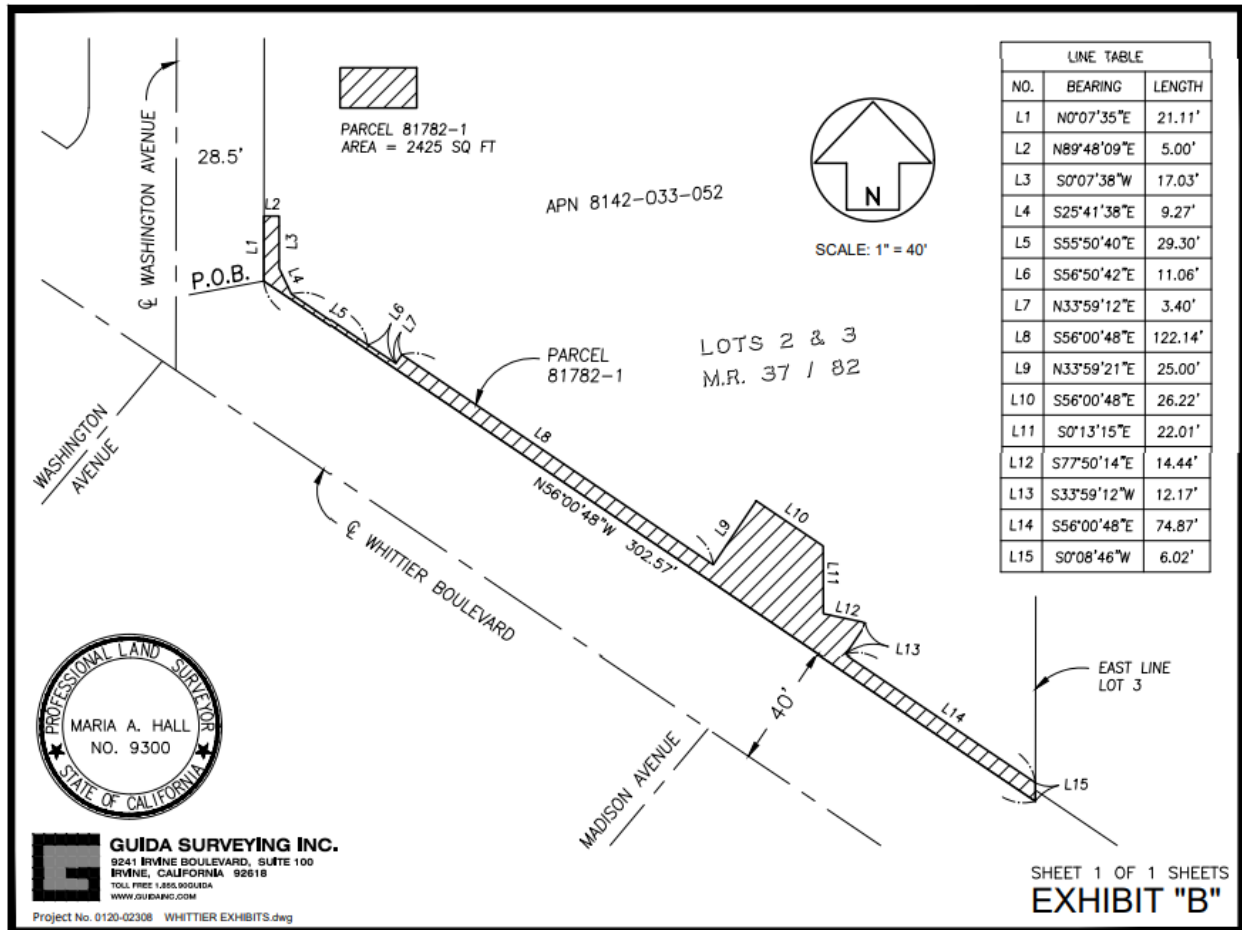 ℄ WASHINGTON AVENUE
28.5'
PARCEL 81782-1
AREA = 2425 SQ FT
APN 8142-033-052
N
SCALE: 1" = 40'
LINE TABLE
NO. BEARING LENGTH
L1 N0°07'35"E 21.11'
L2 N89°48'09"E 5.00'
L3 S0°07'38"W 17.03'
L4 S25°41'38"E 9.27'
L5 S55°50'40"E 29.30'
L6 S56°50'42"E 11.06'
L7 N33°59'12"E 3.40'
L8 S56°00'48"E 122.14'
L9 N33°59'21"E 25.00'
L10 S56°00'48"E 26.22'
L11 S0°13'15"E 22.01'
L12 S77°50'14"E 14.44'
L13 S33°59'12"W 12.17'
L14 S56°00'48"E 74.87'
L15 S0°08'46"W 6.02'
L2
L1
L3
P.O.B.
L4
L5
L6
L7
PARCEL
81782-1
LOTS 2 & 3
M.R. 37 / 82
WASHINGTON
AVENUE
L8
N56°00'48"W 302.57'
℄ WHITTIER BOULEVARD
L9
L10
L11
L12
L13
40'
MADISON AVENUE
L14
L15
EAST LINE
LOT 3
PROFESSIONAL LAND SURVEYOR
MARIA A. HALL
NO. 9300
STATE OF CALIFORNIA
GUIDA SURVEYING INC.
9241 IRVINE BOULEVARD, SUITE 100
IRVINE, CALIFORNIA 92618
TOLL FREE 1.855.90GUIDA
WWW.GUIDAINC.COM
Project No. 0120-02308 WHITTIER EXHIBITS.dwg
SHEET 1 OF 1 SHEETS
EXHIBIT "B"